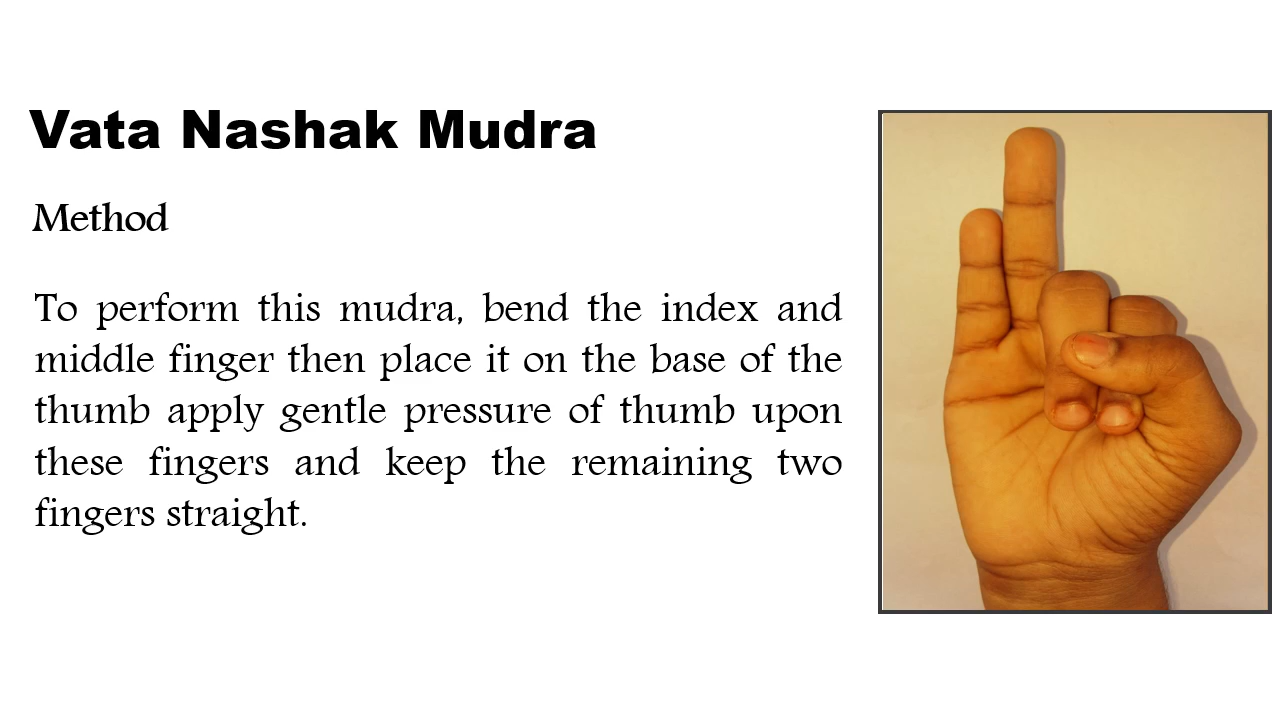 Vata Nashak Mudra
Method
To perform this mudra, bend the index and
middle finger then place it on the base of the
thumb apply gentle pressure of thumb upon
these fingers and keep the remaining two
fingers straight.